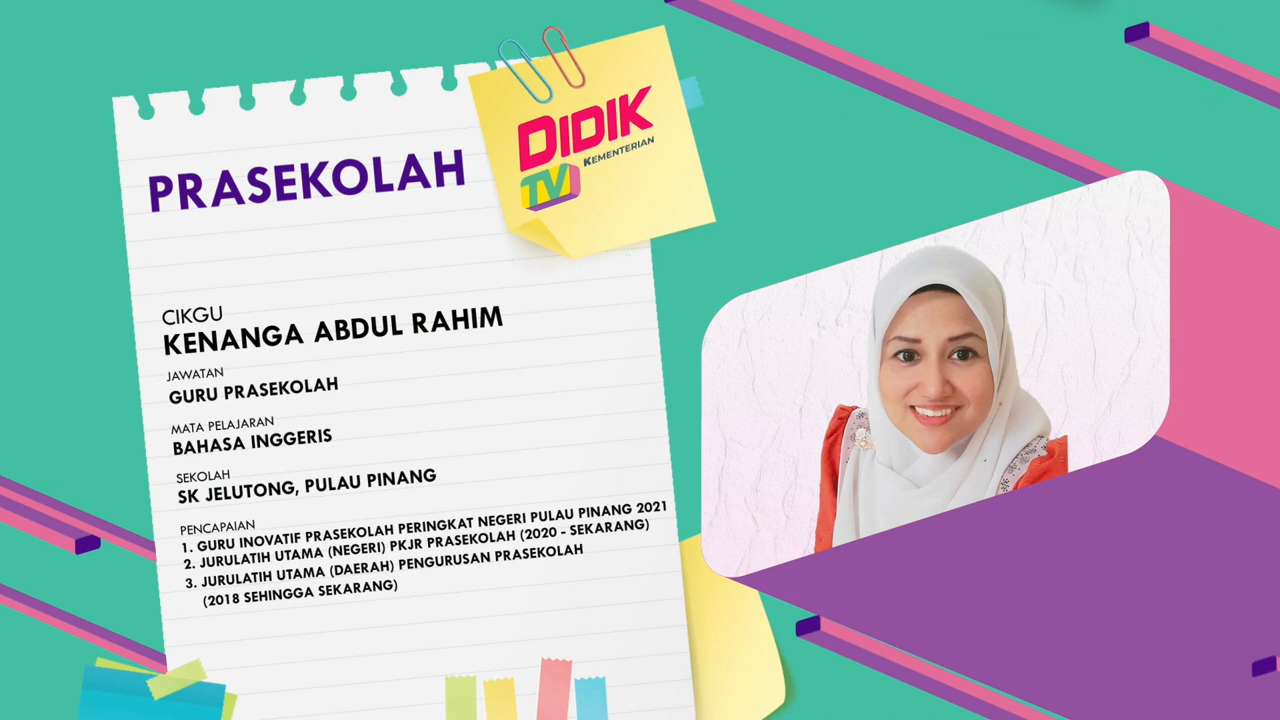 PRASEKOLAH
DIDIK
KEMENTERIAN
TV
CIKGU
KENANGA ABDUL RAHIM
JAWATAN
GURU PRASEKOLAH
MATA PELAJARAN
BAHASA INGGERIS
SEKOLAH
SK JELUTONG, PULAU PINANG
PENCAPAIAN
1. GURU INOVATIF PRASEKOLAH PERINGKAT NEGERI PULAU PINANG 2021
2. JURULATIH UTAMA (NEGERI) PKJR PRASEKOLAH (2020 - SEKARANG)
3. JURULATIH UTAMA (DAERAH) PENGURUSAN PRASEKOLAH
(2018 SEHINGGA SEKARANG)